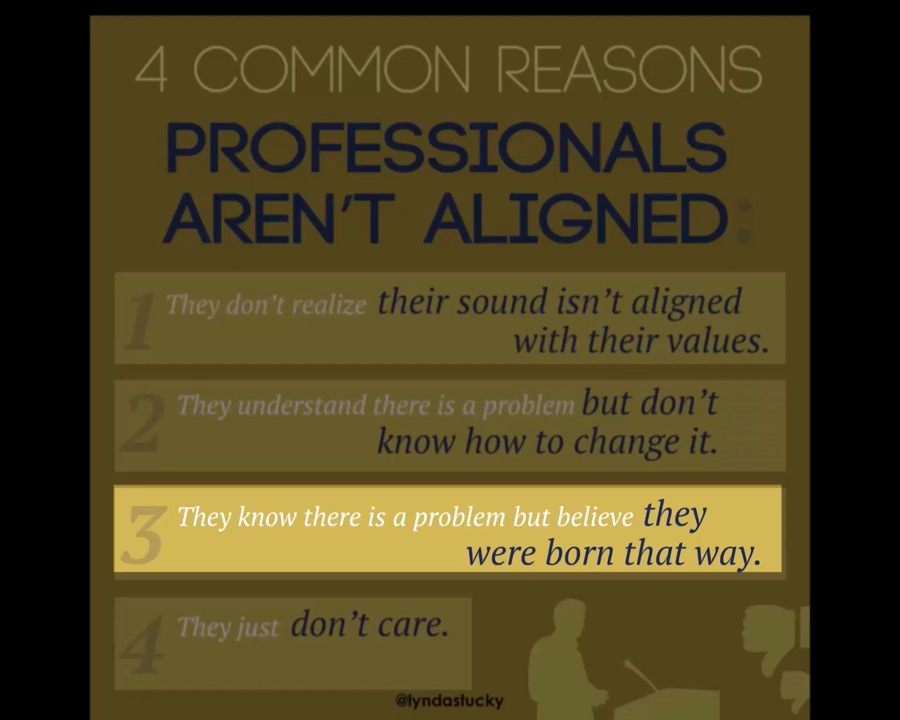 4 COMMON REASONS
PROFESSIONALS
AREN'T ALIGNED:
1 They don't realize their sound isn't aligned
with their values.
2 They understand there is a problem but don't
know how to change it.
3 They know there is a problem but believe they
were born that way.
4 They just don't care.
@lyndastucky